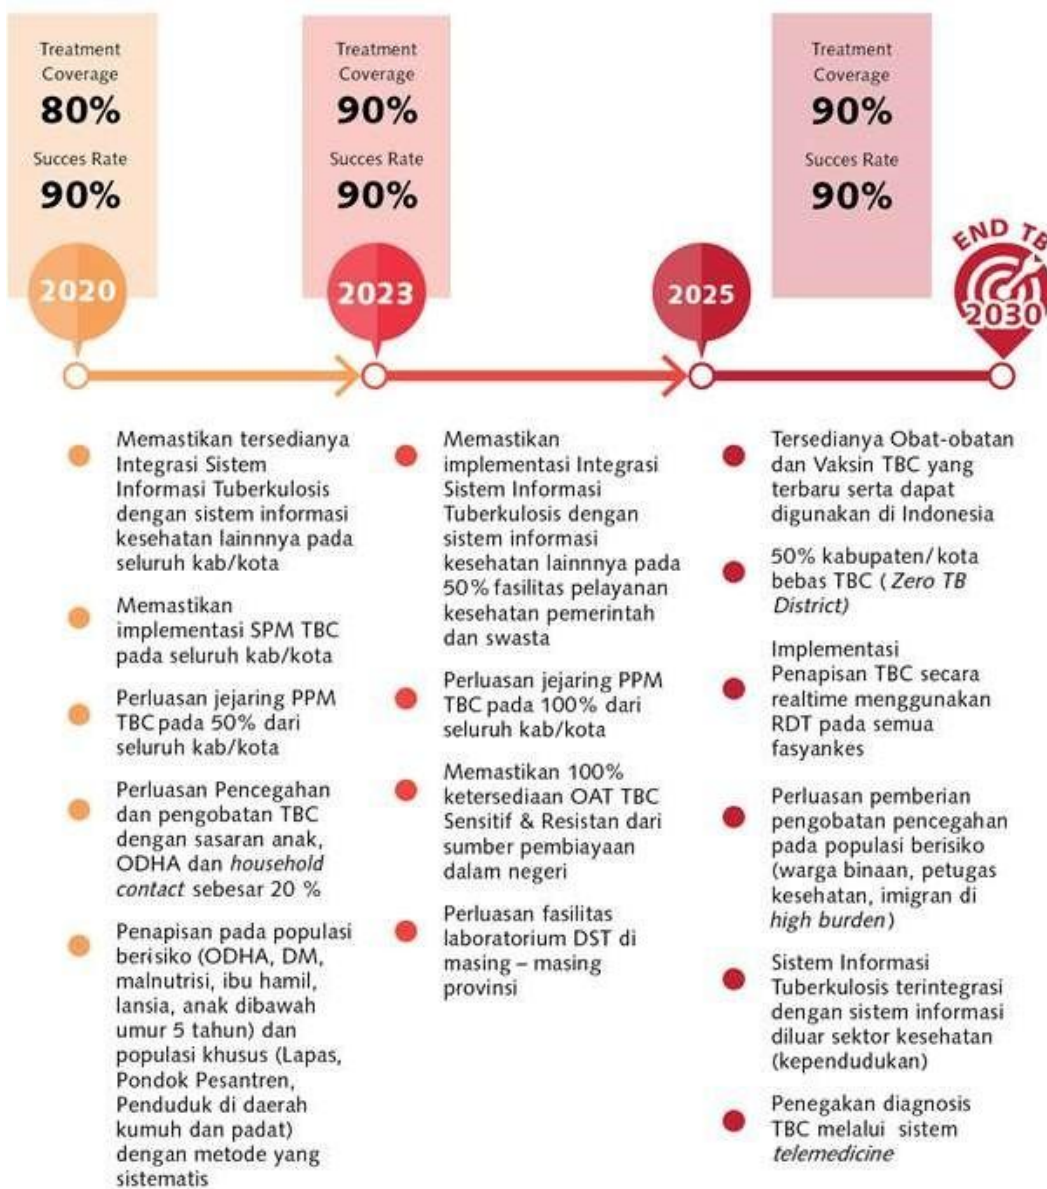 Treatment
Coverage
80%
Succes Rate
90%
2020
Treatment
Coverage
90%
Succes Rate
90%
2023
2025
Treatment
Coverage
90%
Succes Rate
90%
END TB
2030
Memastikan tersedianya
Integrasi Sistem
Informasi Tuberkulosis
dengan sistem informasi
kesehatan lainnnya pada
seluruh kab/kota
Memastikan
implementasi SPM TBC
pada seluruh kab/kota
Perluasan jejaring PPM
TBC pada 50% dari
seluruh kab/kota
Perluasan Pencegahan
dan pengobatan TBC
dengan sasaran anak,
ODHA dan household
contact sebesar 20 %
Penapisan pada populasi
berisiko (ODHA, DM,
malnutrisi, ibu hamil,
lansia, anak dibawah
umur 5 tahun) dan
populasi khusus (Lapas,
Pondok Pesantren,
Penduduk di daerah
kumuh dan padat)
dengan metode yang
sistematis
Memastikan
implementasi Integrasi
Sistem Informasi
Tuberkulosis dengan
sistem informasi
kesehatan lainnnya pada
50% fasilitas pelayanan
kesehatan pemerintah
dan swasta
Perluasan jejaring PPM
TBC pada 100% dari
seluruh kab/kota
Memastikan 100%
ketersediaan OAT TBC
Sensitif & Resistan dari
sumber pembiayaan
dalam negeri
Perluasan fasilitas
laboratorium DST di
masing – masing
provinsi
Tersedianya Obat-obatan
dan Vaksin TBC yang
terbaru serta dapat
digunakan di Indonesia
50% kabupaten/kota
bebas TBC ( Zero TB
District)
Implementasi
Penapisan TBC secara
realtime menggunakan
RDT pada semua
fasyankes
Perluasan pemberian
pengobatan pencegahan
pada populasi berisiko
(warga binaan, petugas
kesehatan, imigran di
high burden)
Sistem Informasi
Tuberkulosis terintegrasi
dengan sistem informasi
diluar sektor kesehatan
(kependudukan)
Penegakan diagnosis
TBC melalui sistem
telemedicine